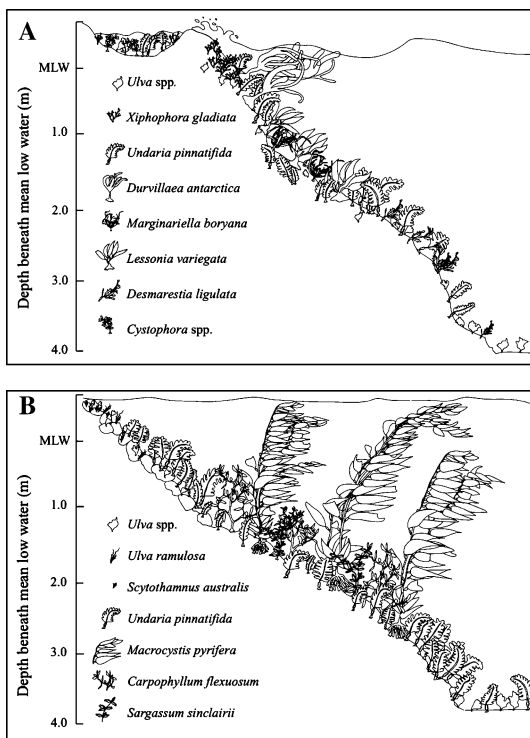 A
Depth beneath mean low water (m)
MLW
1.0
2.0
3.0
4.0
Ulva spp.
Xiphophora gladiata
Undaria pinnatifida
Durvillaea antarctica
Marginariella boryana
Lessonia variegata
Desmarestia ligulata
Cystophora spp.
B
Depth beneath mean low water (m)
MLW
1.0
2.0
3.0
4.0
Ulva spp.
Ulva ramulosa
Scytothamnus australis
Undaria pinnatifida
Macrocystis pyrifera
Carpophyllum flexuosum
Sargassum sinclairii